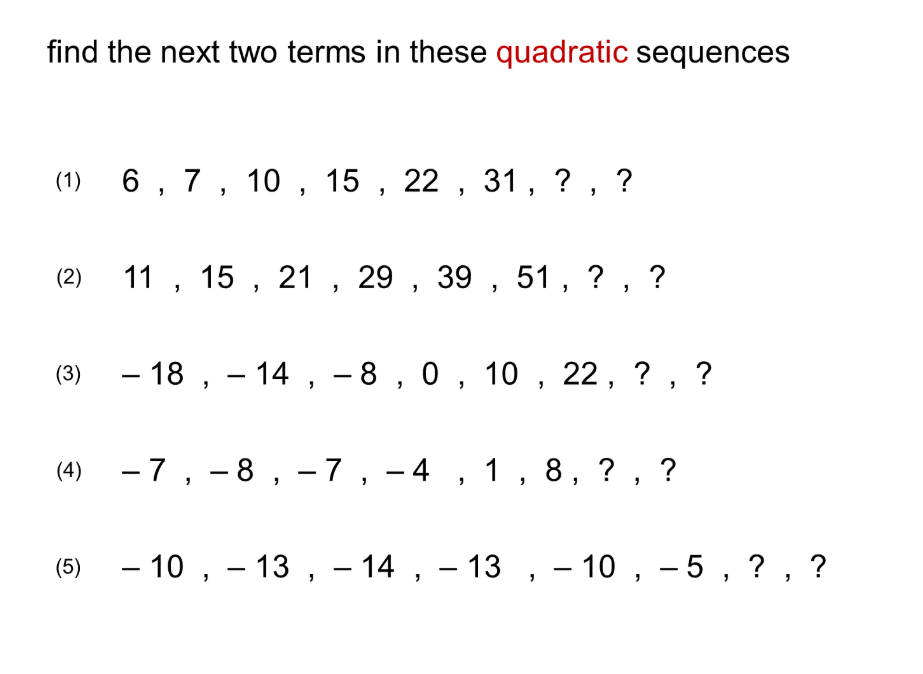 find the next two terms in these quadratic sequences
(1) 6 , 7 , 10 , 15 , 22 , 31 , ? , ?
(2) 11 , 15 , 21 , 29 , 39 , 51 , ? , ?
(3) – 18 , – 14 , – 8 , 0 , 10 , 22 , ? , ?
(4) – 7 , – 8 , – 7 , – 4 , 1 , 8 , ? , ?
(5) – 10 , – 13 , – 14 , – 13 , – 10 , – 5 , ? , ?